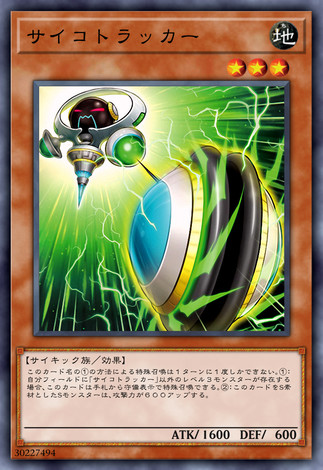 サイコトラッカー
地
【サイキック族／効果】
このカード名の①の方法による特殊召喚は１ターンに１度しかできない。①：
自分フィールドに「サイコトラッカー」以外のレベル３モンスターが存在する
場合、このカードは手札から守備表示で特殊召喚できる。②：このカードをS素
材としたSモンスターは、攻撃力が６００アップする。
ATK/ 1600 DEF/ 600
30227494